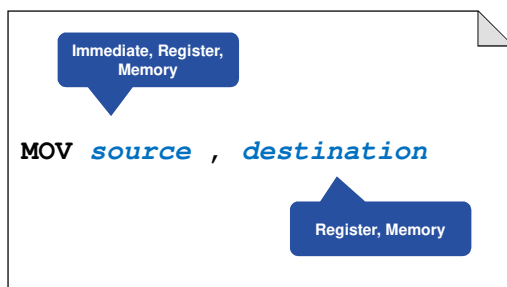 Immediate, Register,
Memory
MOV source , destination
Register, Memory